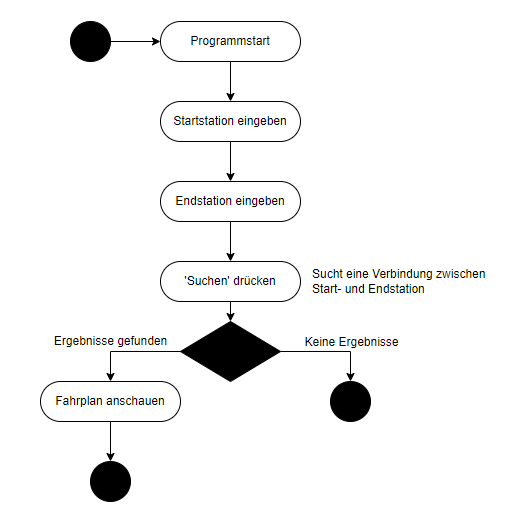 Programmstart
Startstation eingeben
Endstation eingeben
'Suchen' drücken
Sucht eine Verbindung zwischen
Start- und Endstation
Ergebnisse gefunden
Keine Ergebnisse
Fahrplan anschauen